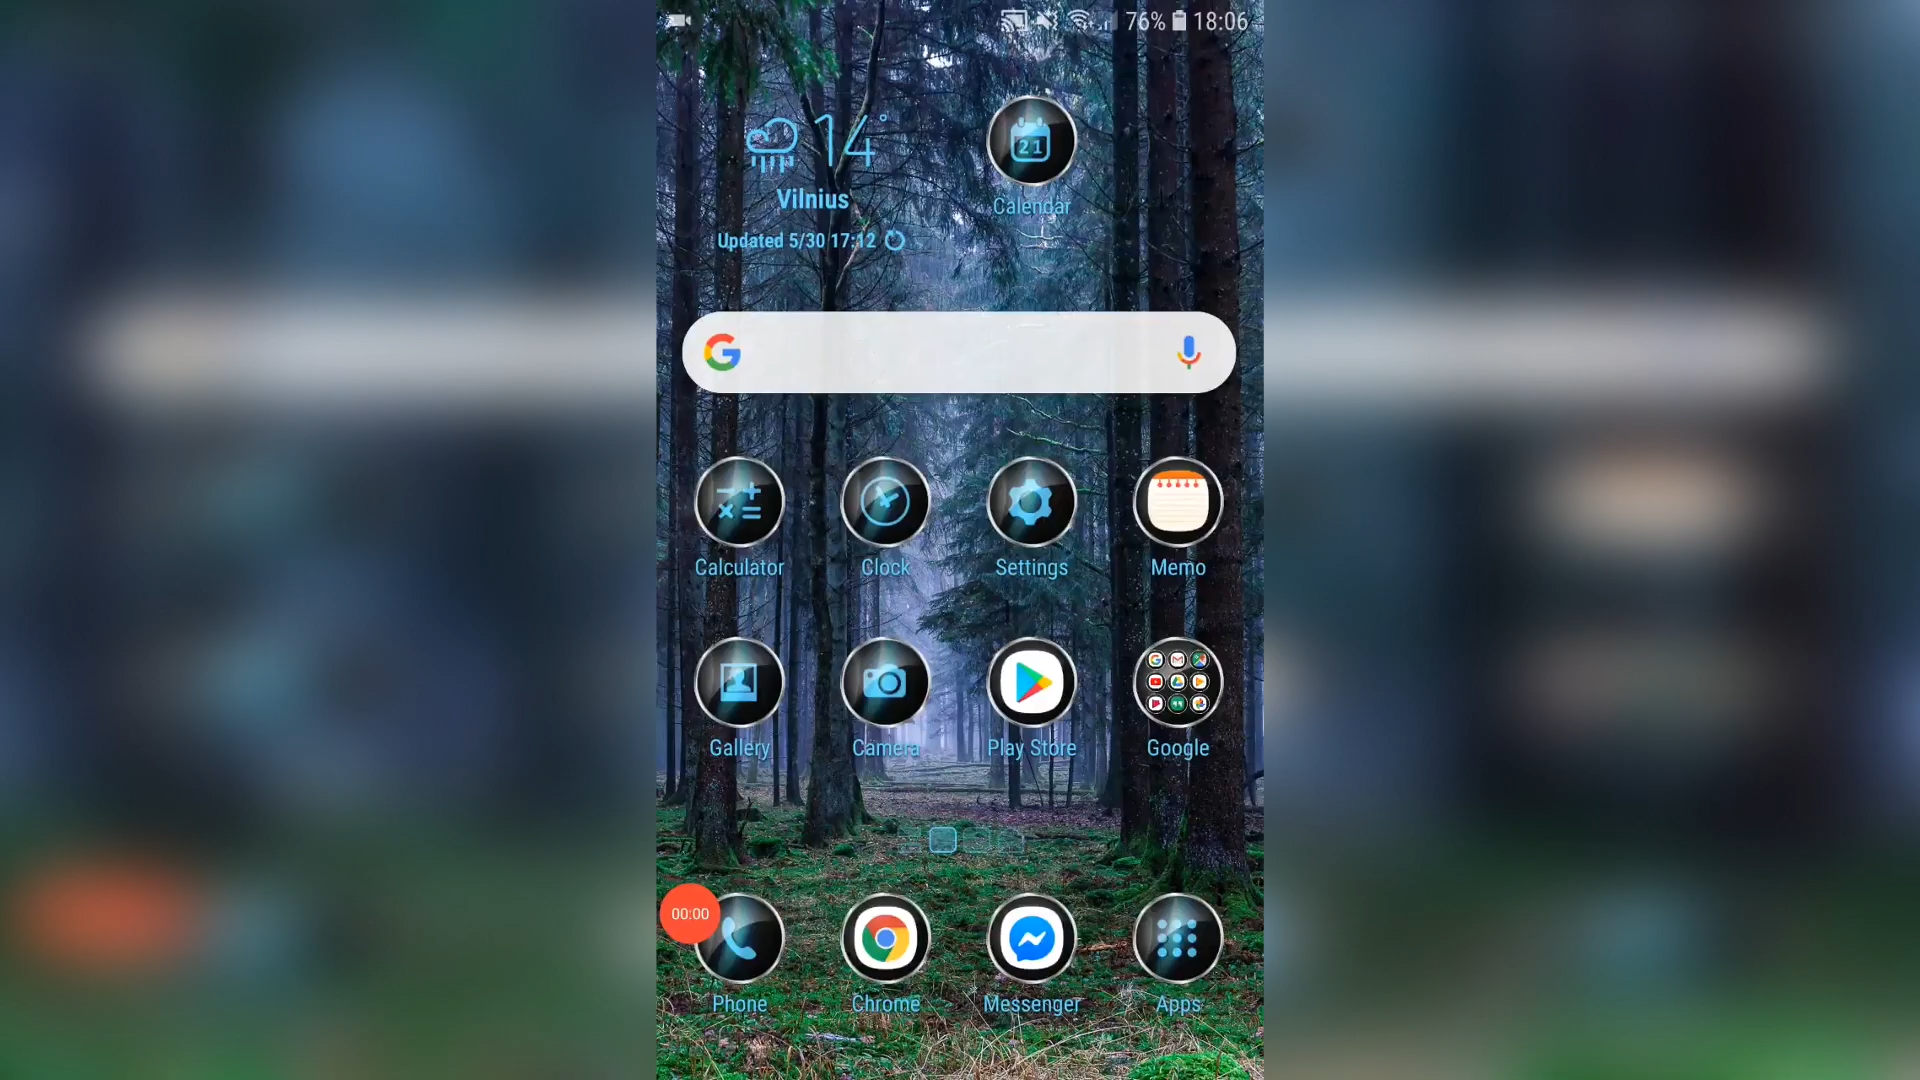 76% 18:06
14°
Vilnius
Updated 5/30 17:12
21
Calendar
Calculator Clock Settings Memo
Gallery Camera Play Store Google
00:00
Phone Chrome Messenger Apps